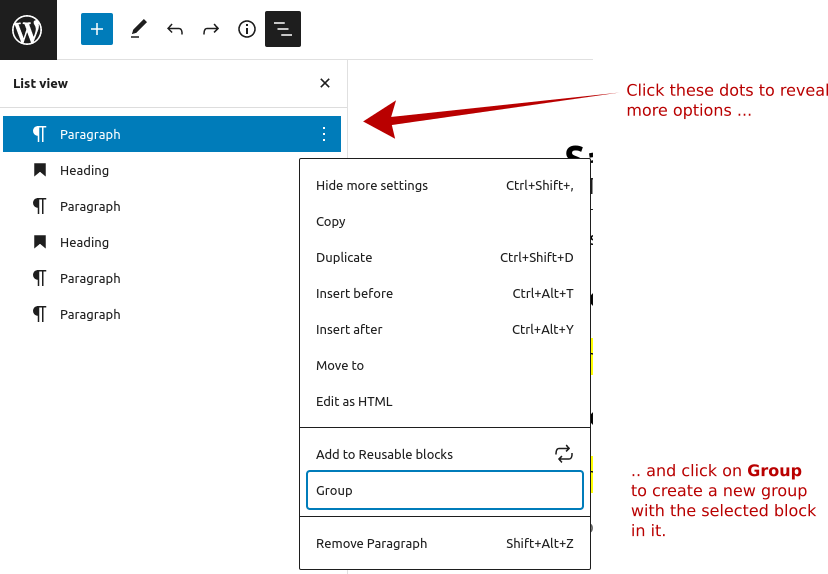 List view
Click these dots to reveal
more options ...
Paragraph
Heading
Paragraph
Heading
Paragraph
Paragraph
Hide more settings Ctrl+Shift+,
Copy
Duplicate Ctrl+Shift+D
Insert before Ctrl+Alt+T
Insert after Ctrl+Alt+Y
Move to
Edit as HTML
Add to Reusable blocks
Group
Remove Paragraph Shift+Alt+Z
.. and click on Group
to create a new group
with the selected block
in it.